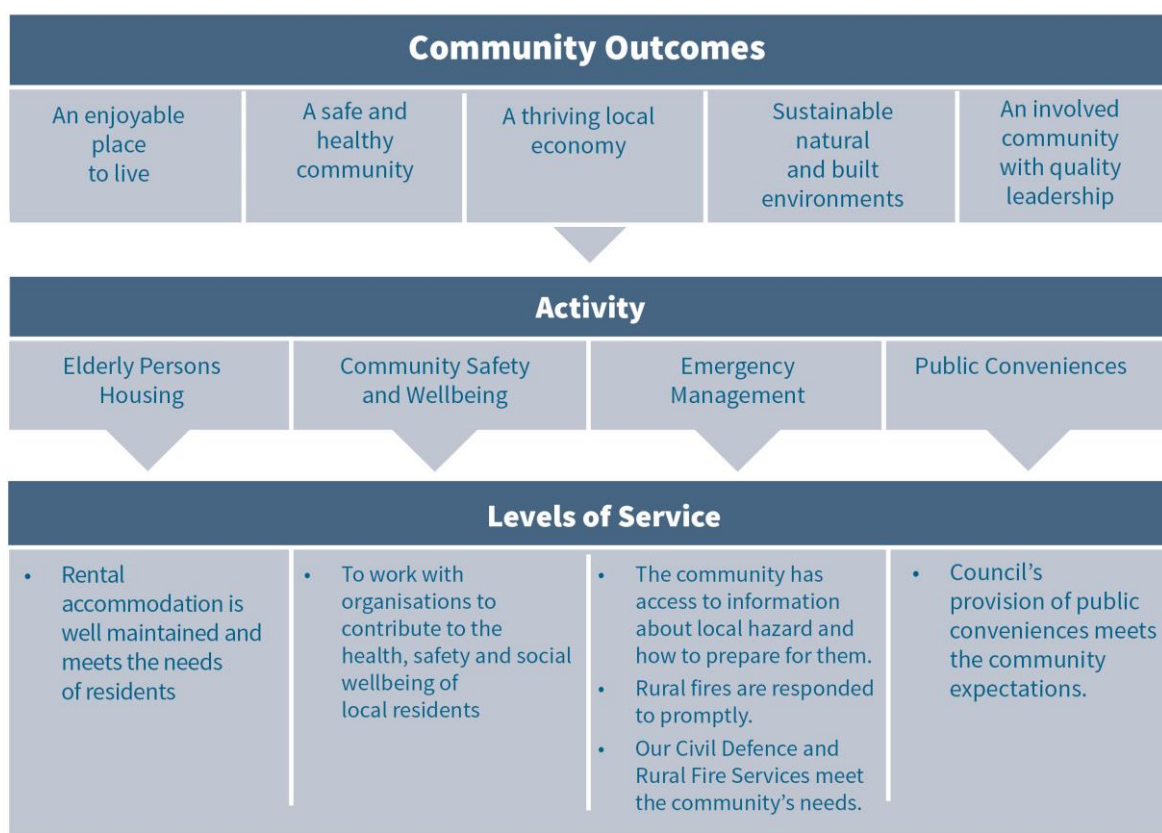 Community Outcomes
An enjoyable
place
to live
A safe and
healthy
community
A thriving local
economy
Sustainable
natural
and built
environments
An involved
community
with quality
leadership
Activity
Elderly Persons
Housing
Community Safety
and Wellbeing
Emergency
Management
Public Conveniences
Levels of Service
• Rental
accommodation is
well maintained and
meets the needs
of residents
• To work with
organisations to
contribute to the
health, safety and social
wellbeing of
local residents
• The community has
access to information
about local hazard and
how to prepare for them.
• Rural fires are responded
to promptly.
• Our Civil Defence and
Rural Fire Services meet
the community’s needs.
• Council’s
provision of public
conveniences meets
the community
expectations.